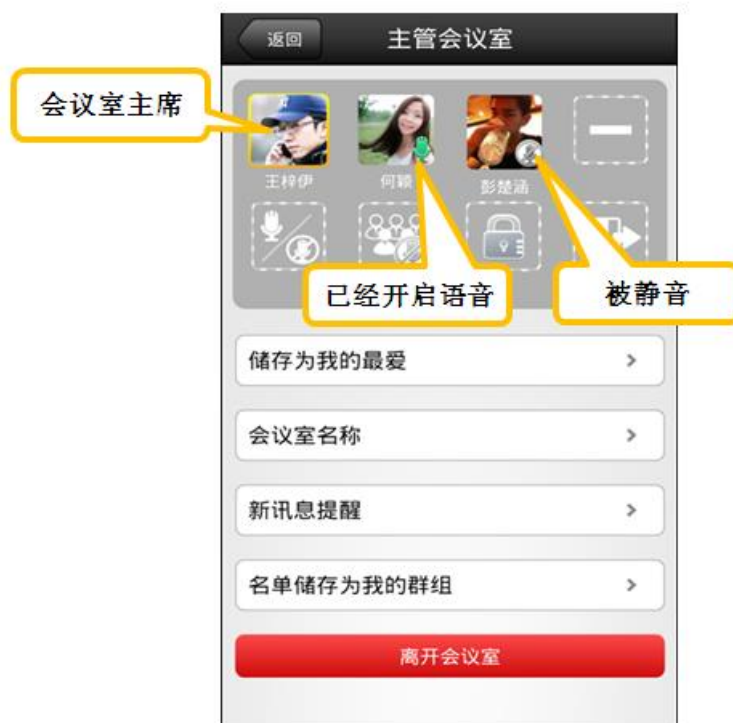 返回
主管会议室
会议室主席
王梓伊
何颖
彭楚涵
已经开启语音
被静音
储存为我的最爱
会议室名称
新讯息提醒
名单储存为我的群组
离开会议室